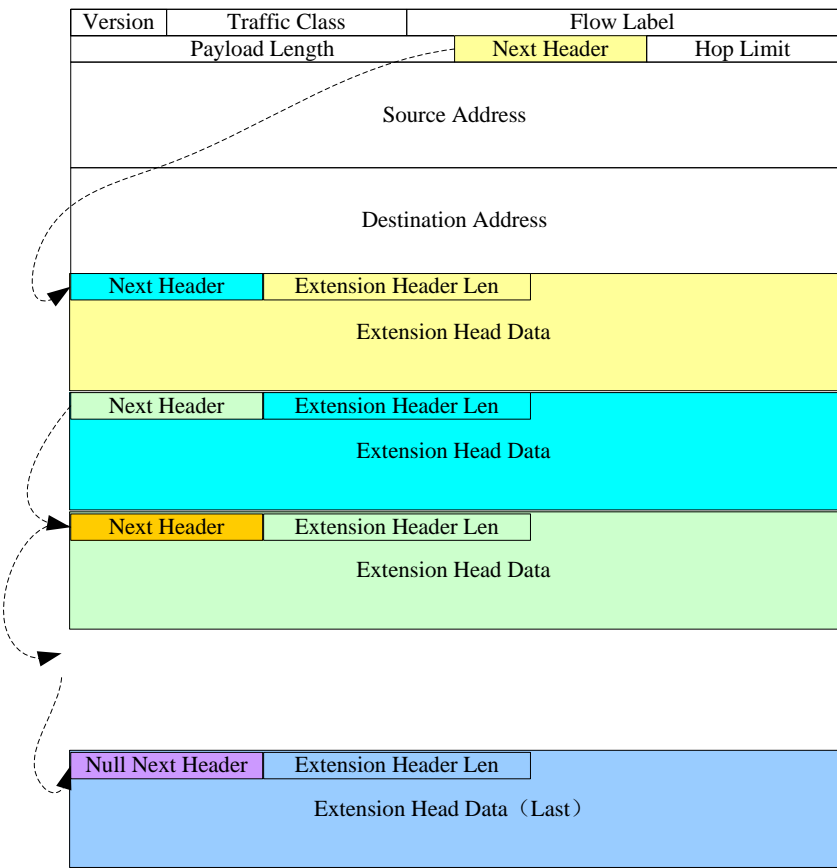 Version Traffic Class Flow Label
Payload Length Next Header Hop Limit
Source Address
Destination Address
Next Header Extension Header Len
Extension Head Data
Next Header Extension Header Len
Extension Head Data
Next Header Extension Header Len
Extension Head Data
Null Next Header Extension Header Len
Extension Head Data（Last）